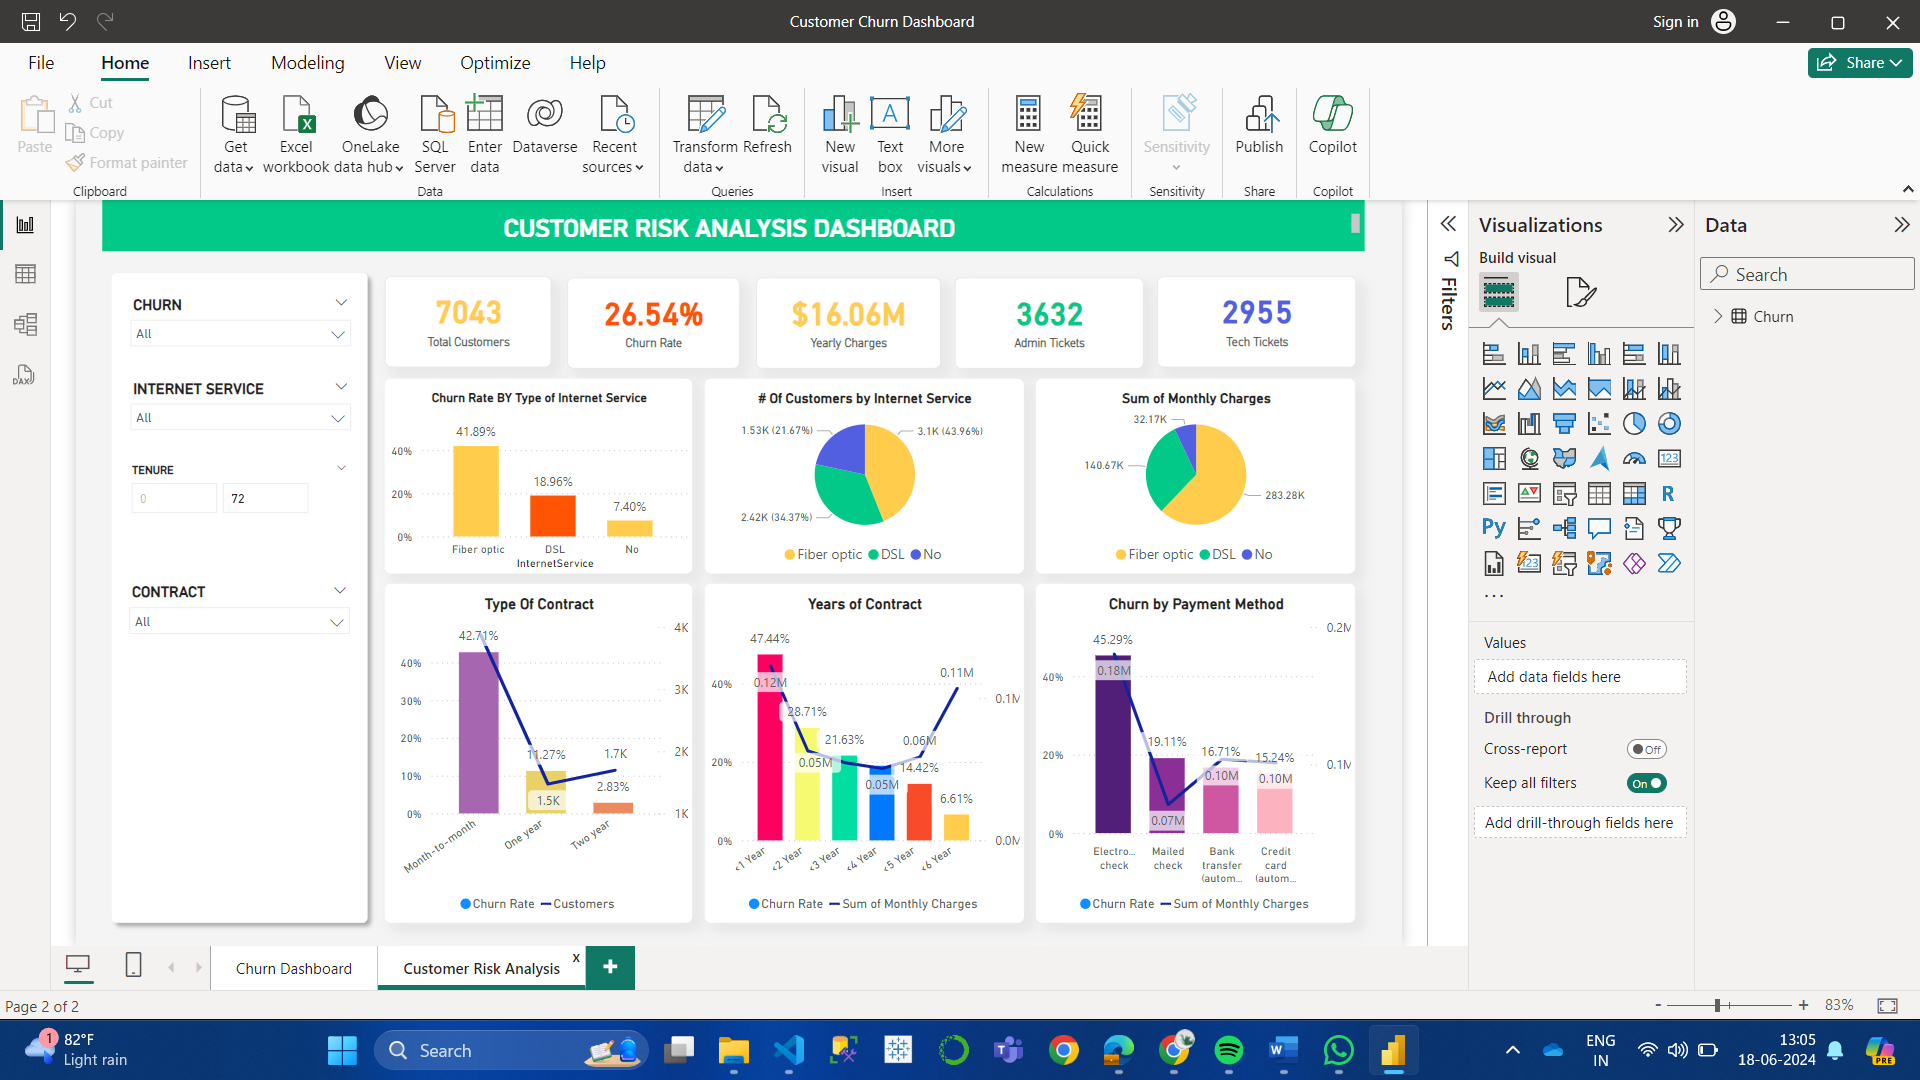 Customer Churn Dashboard
Sign in
File Home Insert Modeling View Optimize Help
Share
Paste
Cut
Copy
Format painter
Clipboard
Get data
Excel workbook
OneLake data hub
SQL Server
Enter data
Dataverse
Recent sources
Data
Transform data
Refresh
Queries
New visual
Text box
More visuals
Insert
New measure
Quick measure
Calculations
Sensitivity
Sensitivity
Publish
Share
Copilot
Copilot
CUSTOMER RISK ANALYSIS DASHBOARD
CHURN
All
INTERNET SERVICE
All
TENURE
0
72
CONTRACT
All
7043
Total Customers
26.54%
Churn Rate
$16.06M
Yearly Charges
3632
Admin Tickets
2955
Tech Tickets
Churn Rate BY Type of Internet Service
41.89%
18.96%
7.40%
40%
20%
0%
Fiber optic
DSL
No
InternetService
# Of Customers by Internet Service
1.53K (21.67%)
3.1K (43.96%)
2.42K (34.37%)
Fiber optic DSL No
Sum of Monthly Charges
32.17K
140.67K
283.28K
Fiber optic DSL No
Type Of Contract
42.71%
11.27%
1.7K
2.83%
1.5K
40%
30%
20%
10%
0%
4K
3K
2K
1K
Month-to-month
One year
Two year
Churn Rate Customers
Years of Contract
47.44%
0.12M
28.71%
0.05M
21.63%
0.05M
0.06M
14.42%
0.11M
6.61%
40%
20%
0%
0.1M
0.0M
<1 Year
<2 Year
<3 Year
<4 Year
<5 Year
<6 Year
Churn Rate Sum of Monthly Charges
Churn by Payment Method
45.29%
0.18M
19.11%
0.07M
16.71%
0.10M
15.24%
0.10M
40%
20%
0%
0.2M
0.1M
Electro... check
Mailed check
Bank transfer (autom...
Credit card (autom...
Churn Rate Sum of Monthly Charges
Filters
Visualizations
Build visual
123
R
Py
123
...
Values
Add data fields here
Drill through
Cross-report
Off
Keep all filters
On
Add drill-through fields here
Data
Search
Churn
DAX
Churn Dashboard
Customer Risk Analysis
x
+
Page 2 of 2
- + 83%
1
82°F
Light rain
Search
ENG
IN
13:05
18-06-2024
PRE